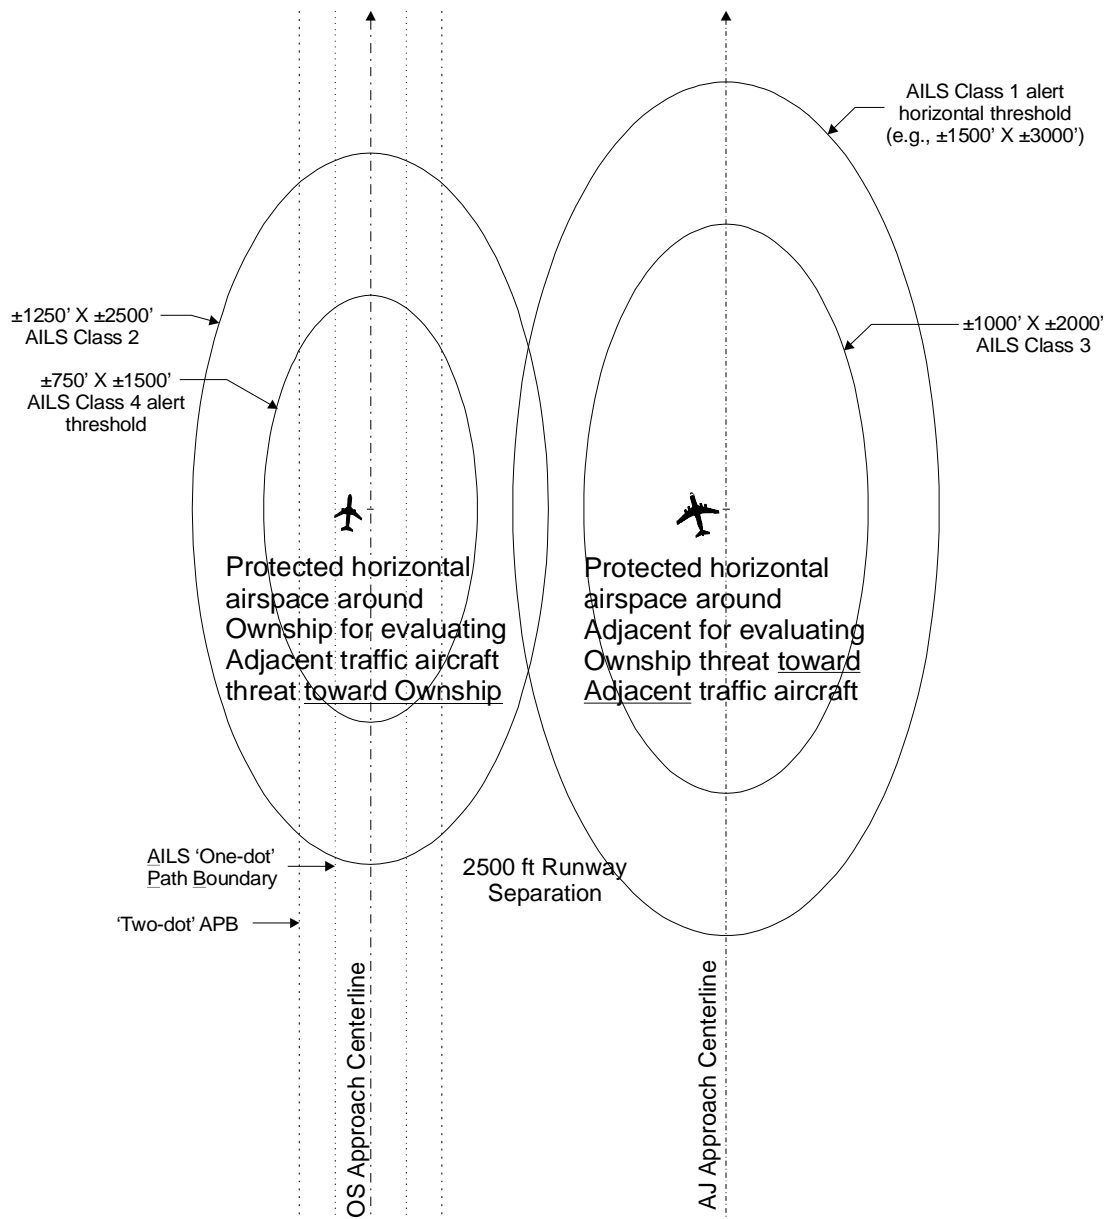 AILS Class 1 alert
horizontal threshold
(e.g., ±1500’ X ±3000’)
±1250’ X ±2500’
AILS Class 2
±1000’ X ±2000’
AILS Class 3
±750’ X ±1500’
AILS Class 4 alert
threshold
Protected horizontal
airspace around
Ownship for evaluating
Adjacent traffic aircraft
threat toward Ownship
Protected horizontal
airspace around
Adjacent for evaluating
Ownship threat toward
Adjacent traffic aircraft
AILS ‘One-dot’
Path Boundary
2500 ft Runway
Separation
‘Two-dot’ APB
OS Approach Centerline
AJ Approach Centerline